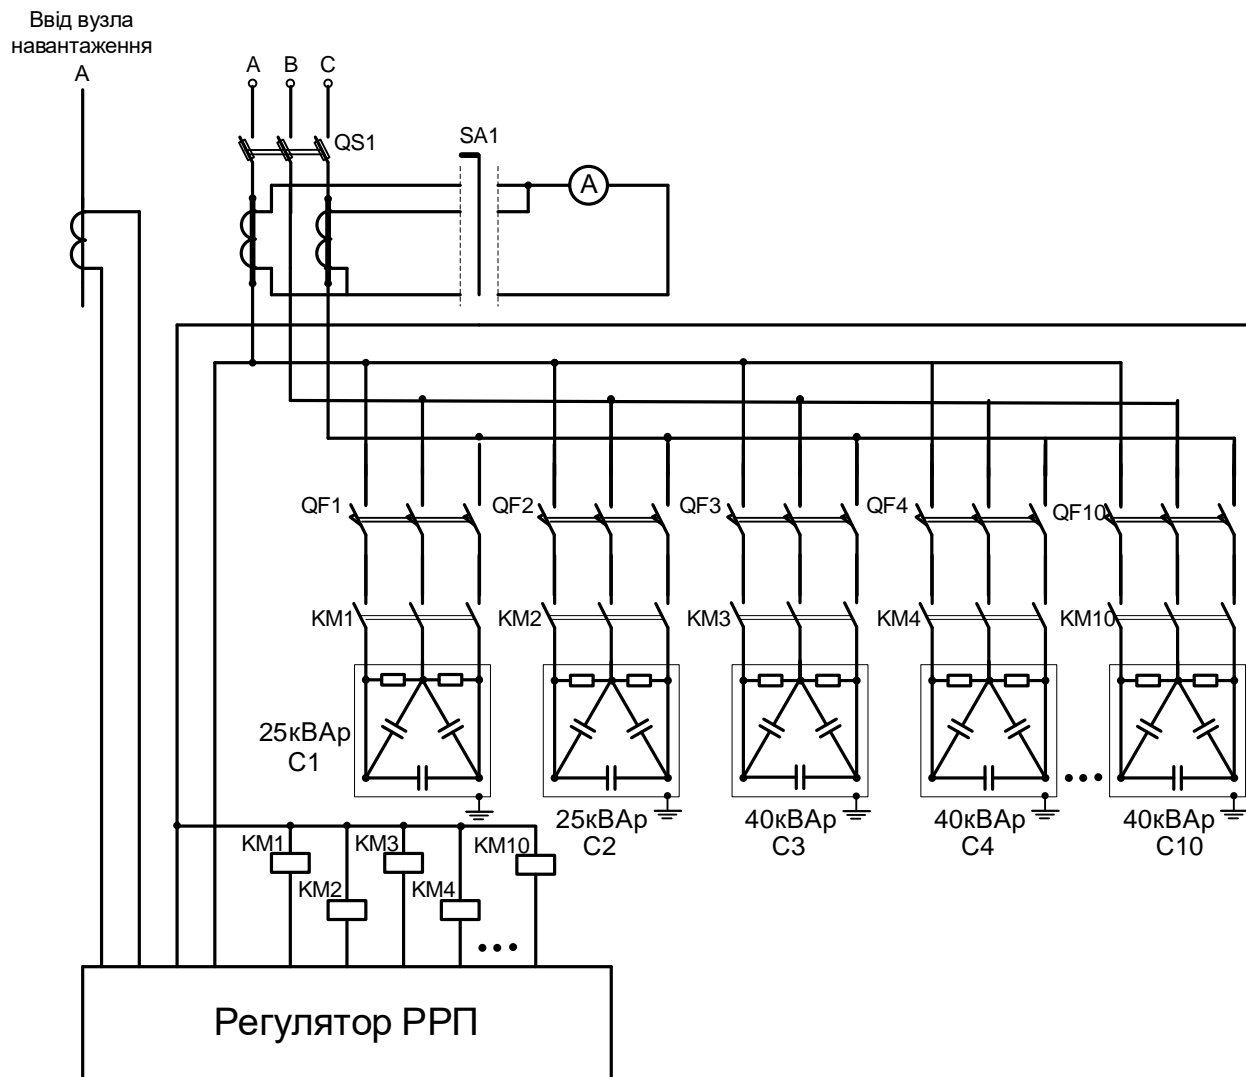 Ввід вузла
навантаження
A
A B C
QS1
SA1
A
QF1
QF2
QF3
QF4
QF10
KM1
KM2
KM3
KM4
KM10
25кВАр
C1
25кВАр
C2
40кВАр
C3
40кВАр
C4
40кВАр
C10
KM1
KM2
KM3
KM4
KM10
Регулятор РРП